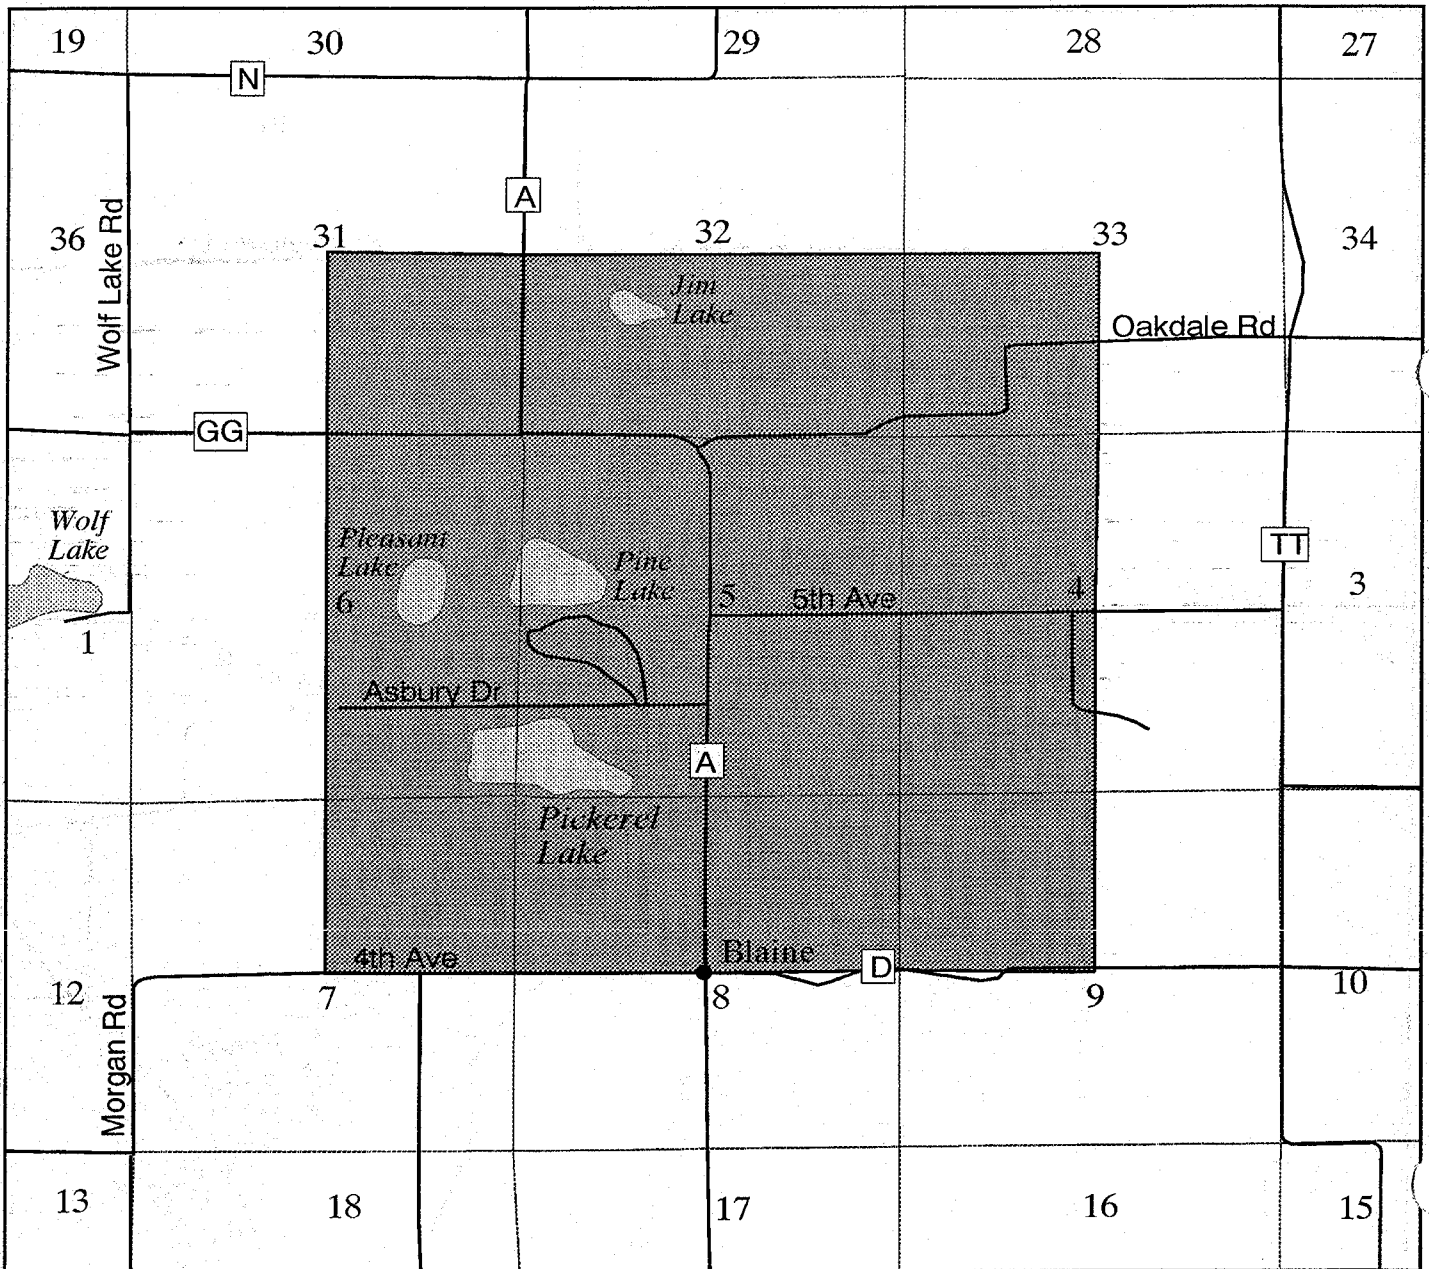 19
30
29
28
27
N
A
Wolf Lake Rd
36
31
32
33
34
Jim
Lake
Oakdale Rd
GG
Wolf
Lake
TT
Pleasant
Lake
Pine
Lake
6
5
5th Ave
4
3
1
Asbury Dr
A
Pickerel
Lake
4th Ave
Blaine
D
12
7
8
9
10
Morgan Rd
13
18
17
16
15